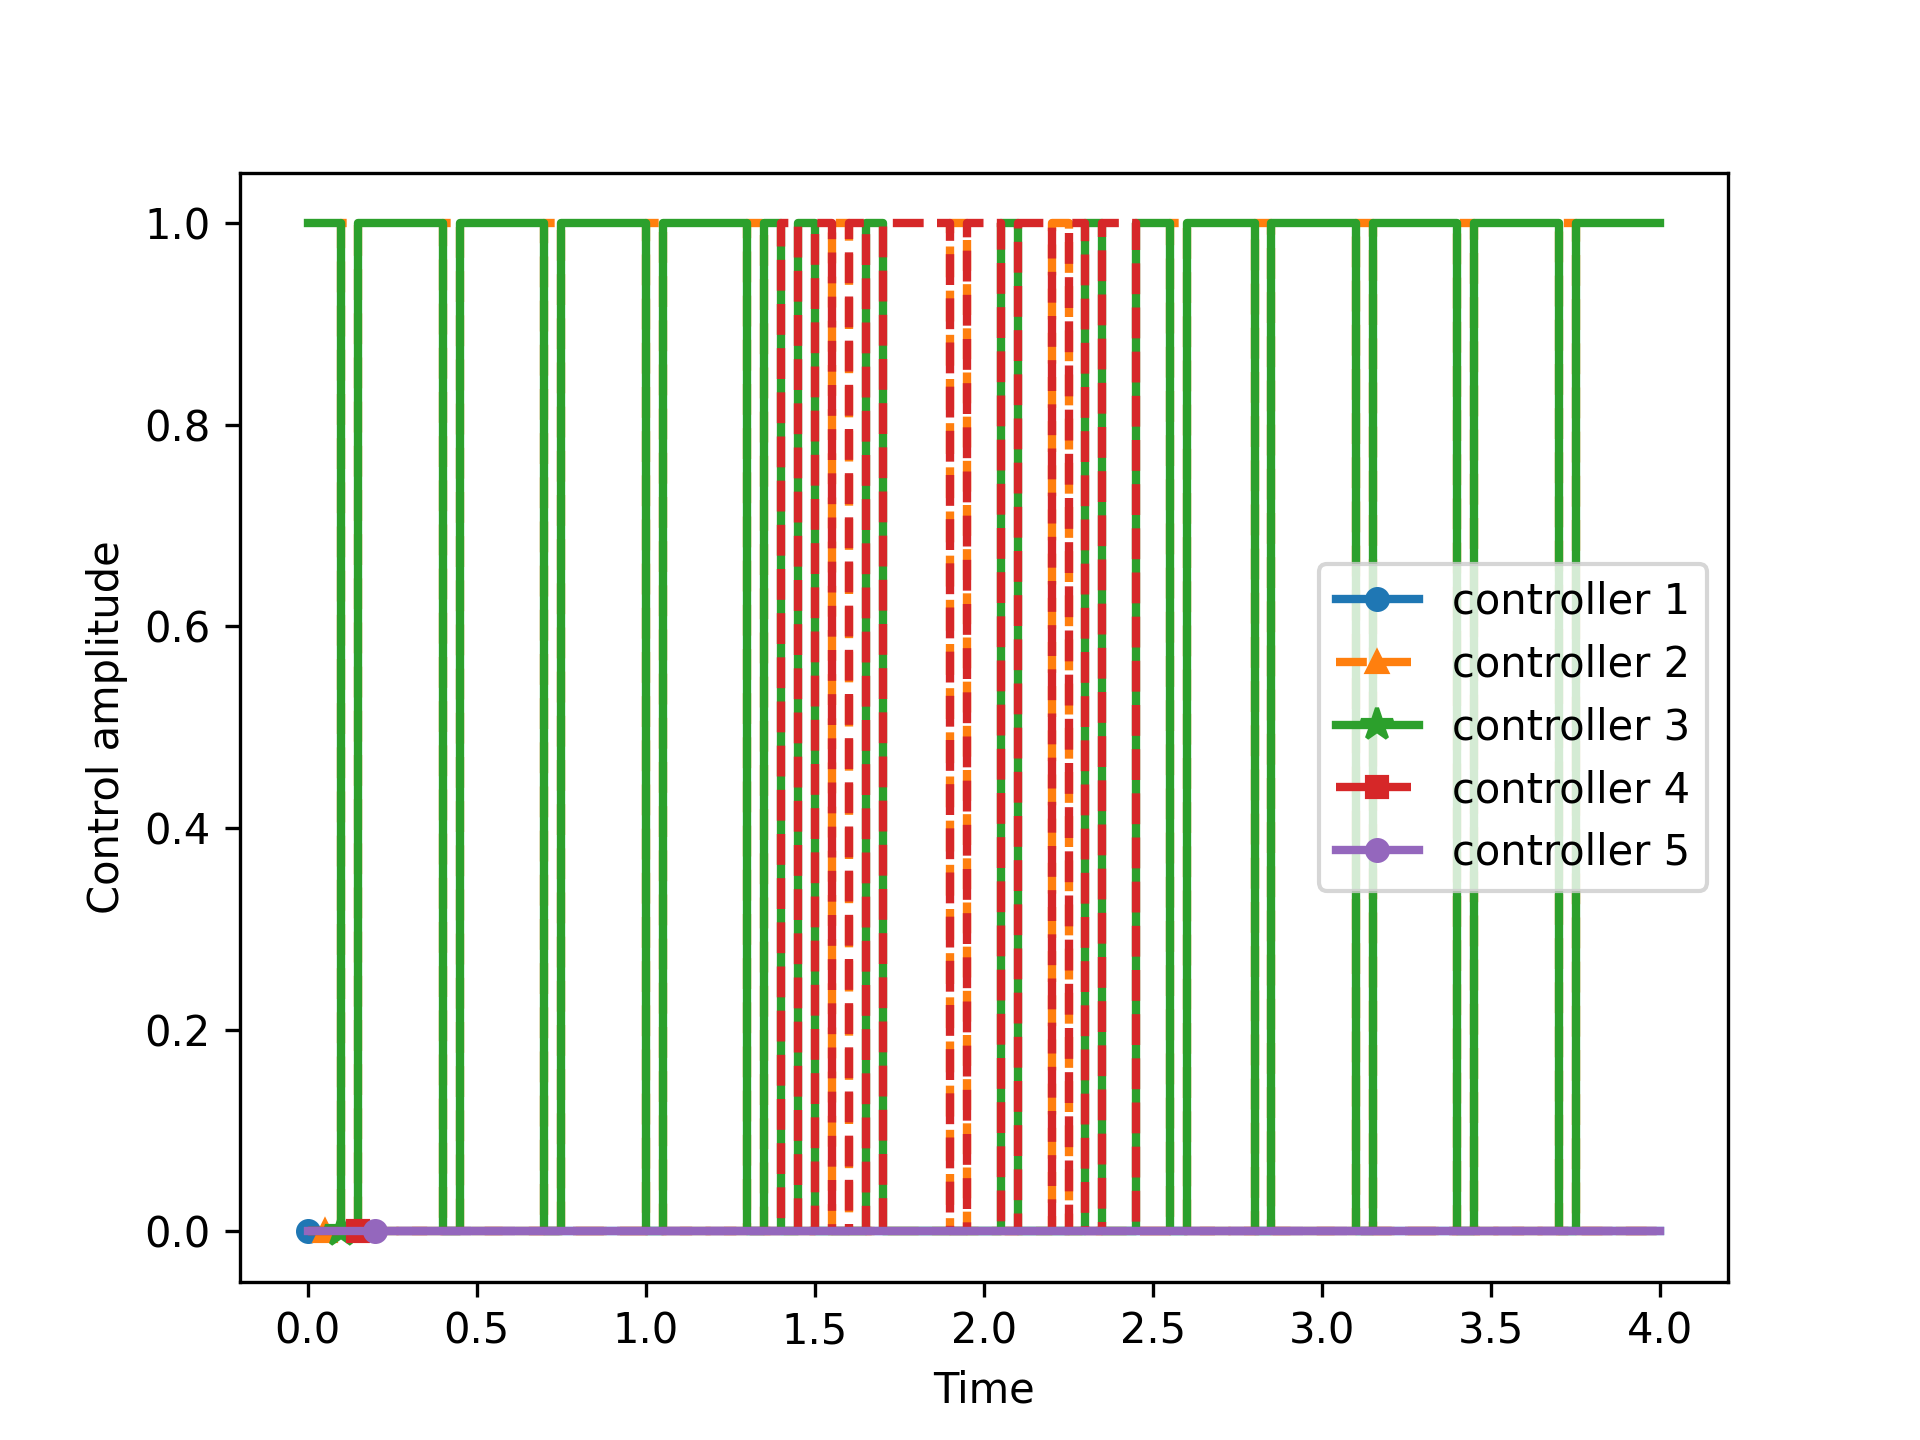 Control amplitude
1.0
0.8
0.6
0.4
0.2
0.0
controller 1
controller 2
controller 3
controller 4
controller 5
0.0 0.5 1.0 1.5 2.0 2.5 3.0 3.5 4.0
Time